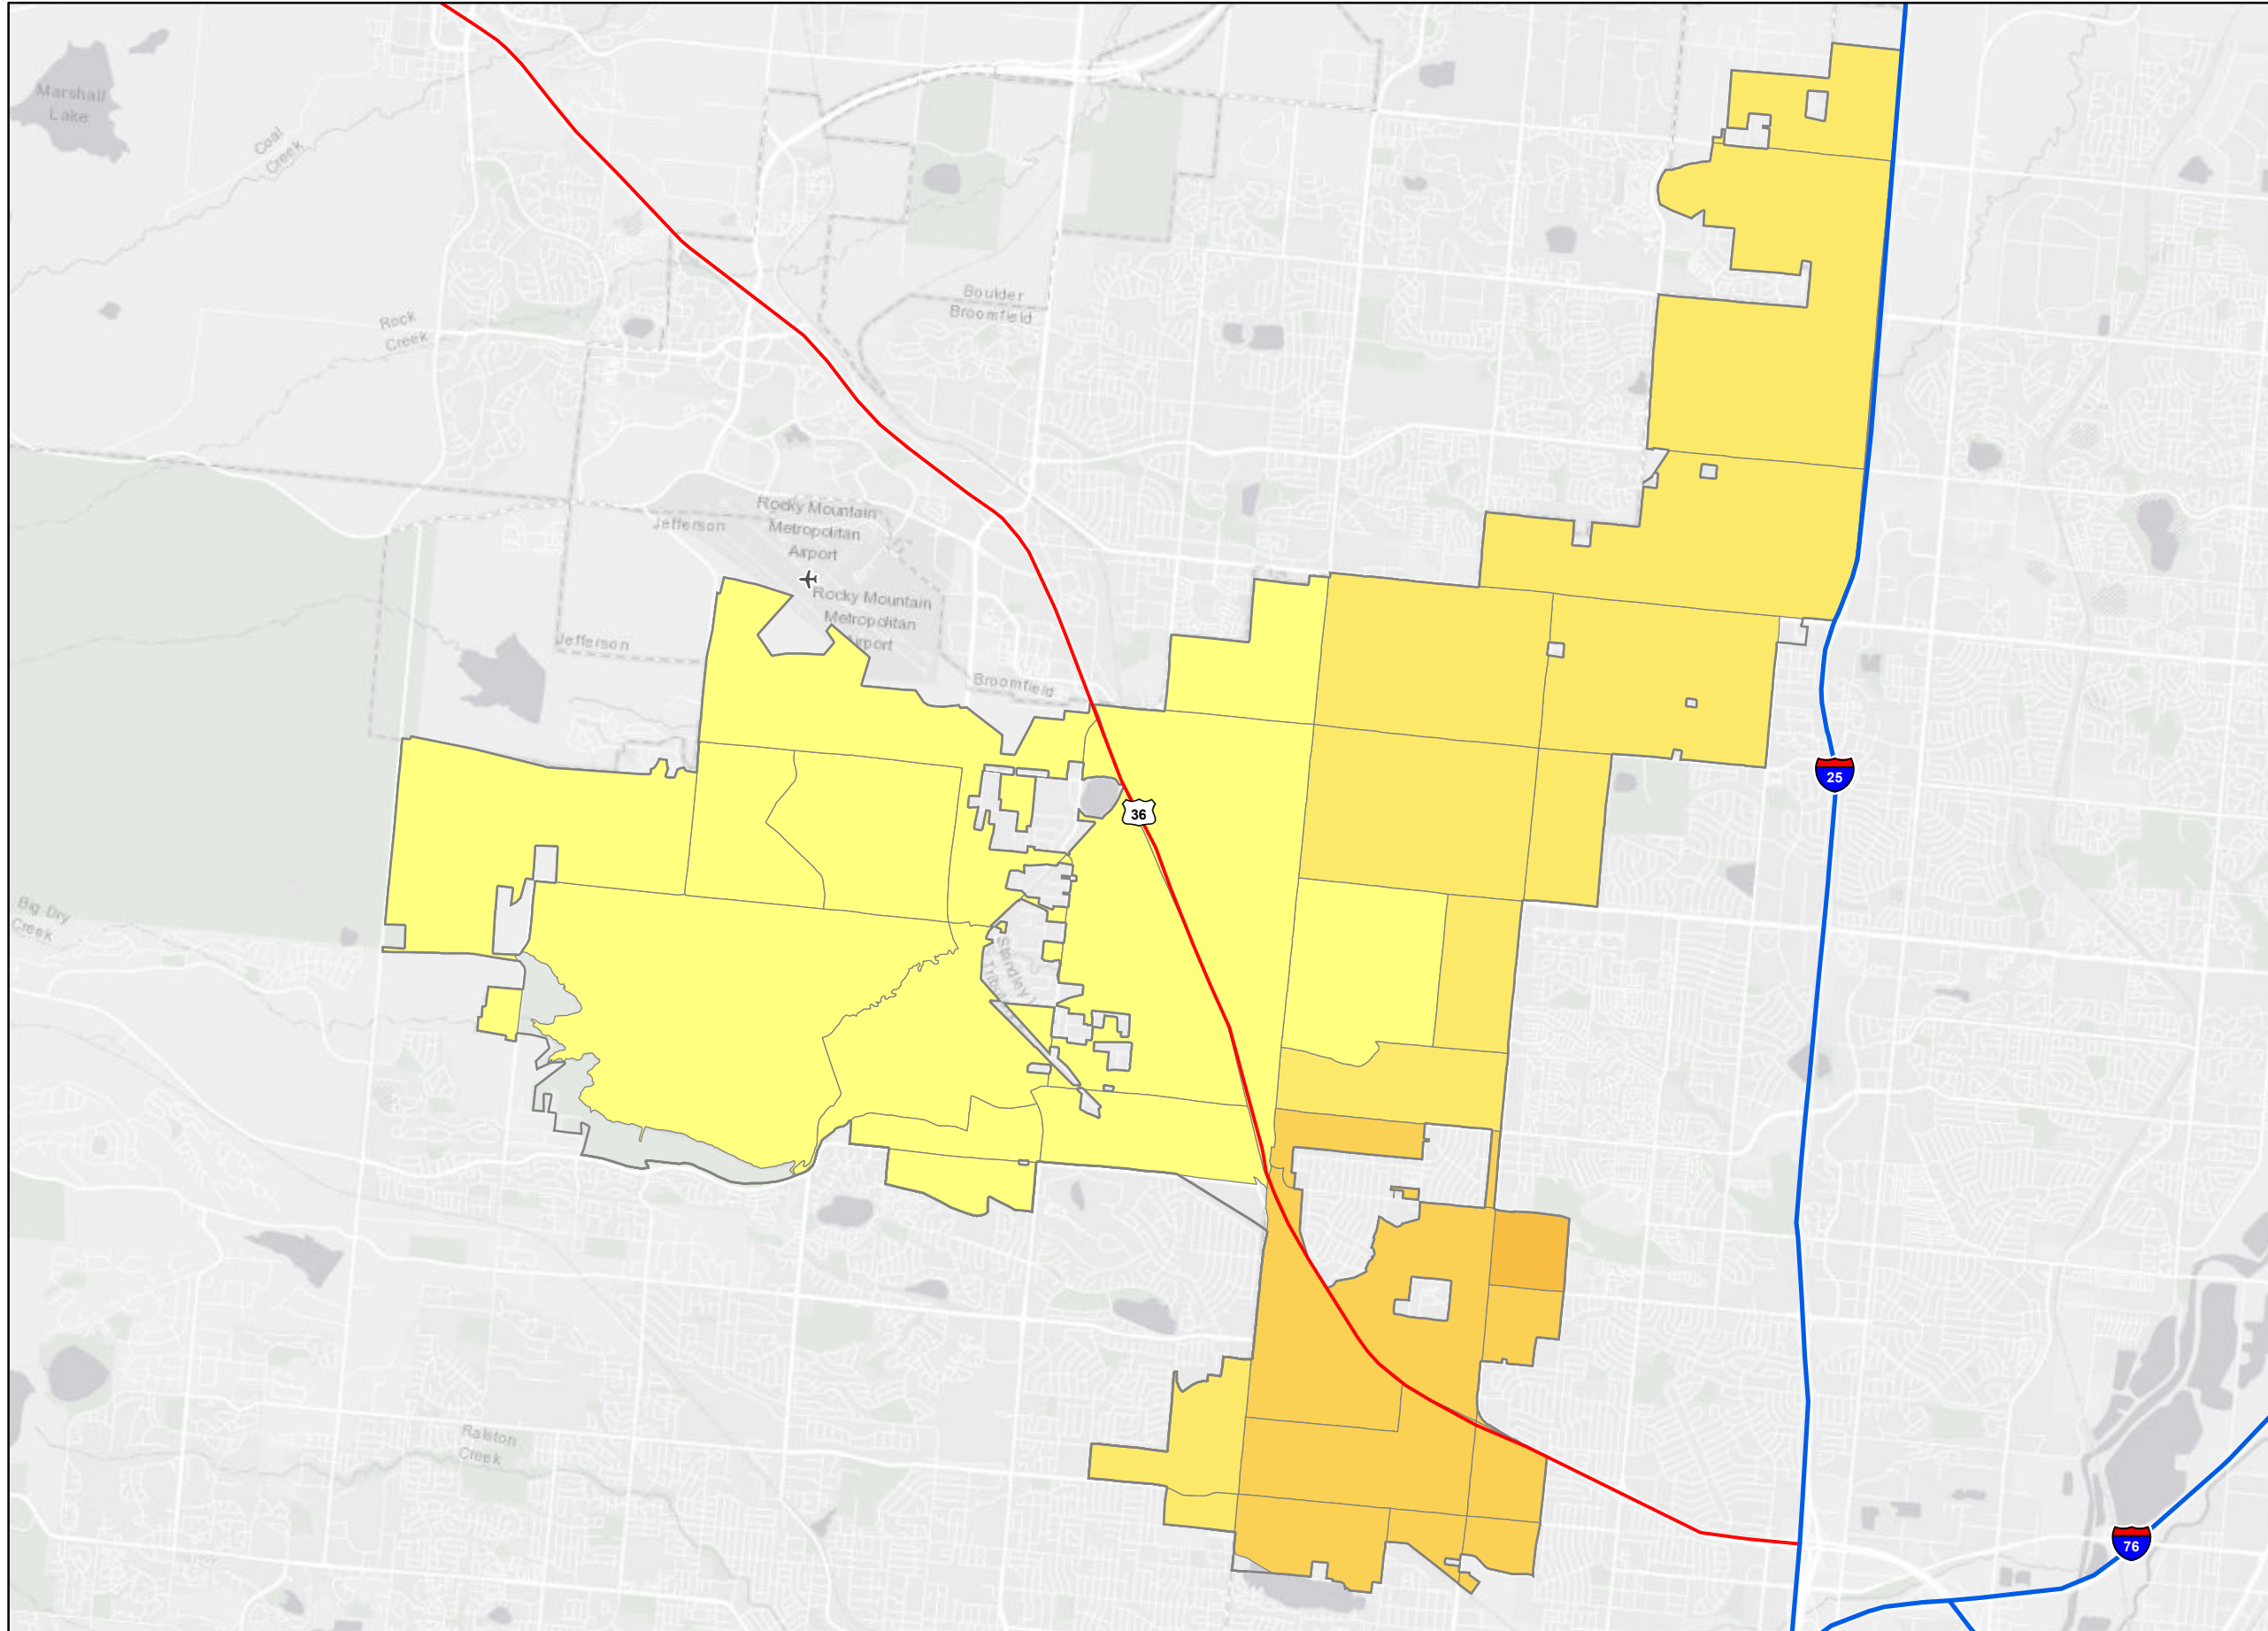 Marshall
Lake
Coal
Creek
Boulder
Broomfield
Rock
Creek
Rocky Mountain
Metropolitan
Airport
Jefferson
Rocky Mountain
Metropolitan
Airport
Jefferson
Broomfield
25
36
Big Dry
Creek
Standley
Ralston
Creek
76